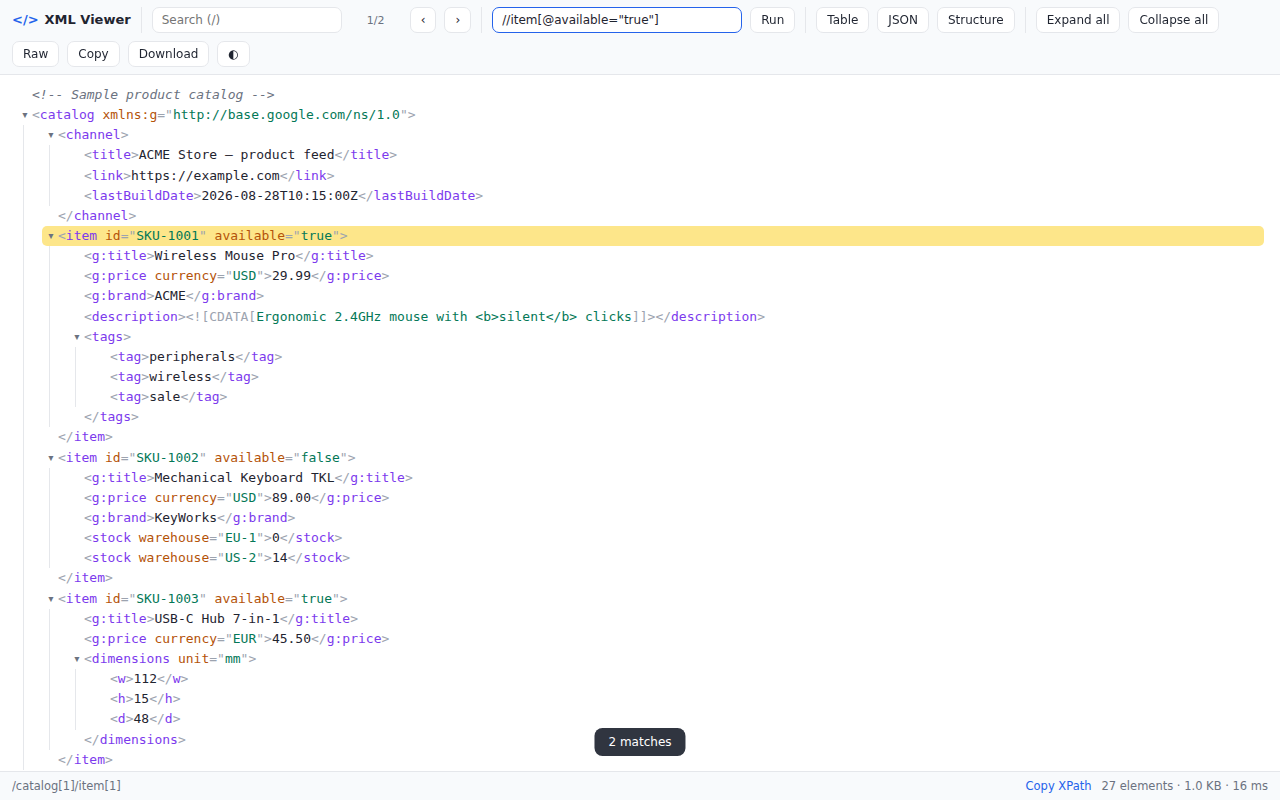 </> XML Viewer Search (/) 1/2 ‹ › //item[@available="true"] Run Table JSON Structure Expand all Collapse all
Raw Copy Download ◐
<!-- Sample product catalog -->
▾ <catalog xmlns:g="http://base.google.com/ns/1.0">
▾ <channel>
<title>ACME Store — product feed</title>
<link>https://example.com</link>
<lastBuildDate>2026-08-28T10:15:00Z</lastBuildDate>
</channel>
▾ <item id="SKU-1001" available="true">
<g:title>Wireless Mouse Pro</g:title>
<g:price currency="USD">29.99</g:price>
<g:brand>ACME</g:brand>
<description><![CDATA[Ergonomic 2.4GHz mouse with <b>silent</b> clicks]]></description>
▾ <tags>
<tag>peripherals</tag>
<tag>wireless</tag>
<tag>sale</tag>
</tags>
</item>
▾ <item id="SKU-1002" available="false">
<g:title>Mechanical Keyboard TKL</g:title>
<g:price currency="USD">89.00</g:price>
<g:brand>KeyWorks</g:brand>
<stock warehouse="EU-1">0</stock>
<stock warehouse="US-2">14</stock>
</item>
▾ <item id="SKU-1003" available="true">
<g:title>USB-C Hub 7-in-1</g:title>
<g:price currency="EUR">45.50</g:price>
▾ <dimensions unit="mm">
<w>112</w>
<h>15</h>
<d>48</d>
</dimensions>
2 matches
</item>
/catalog[1]/item[1] Copy XPath 27 elements · 1.0 KB · 16 ms